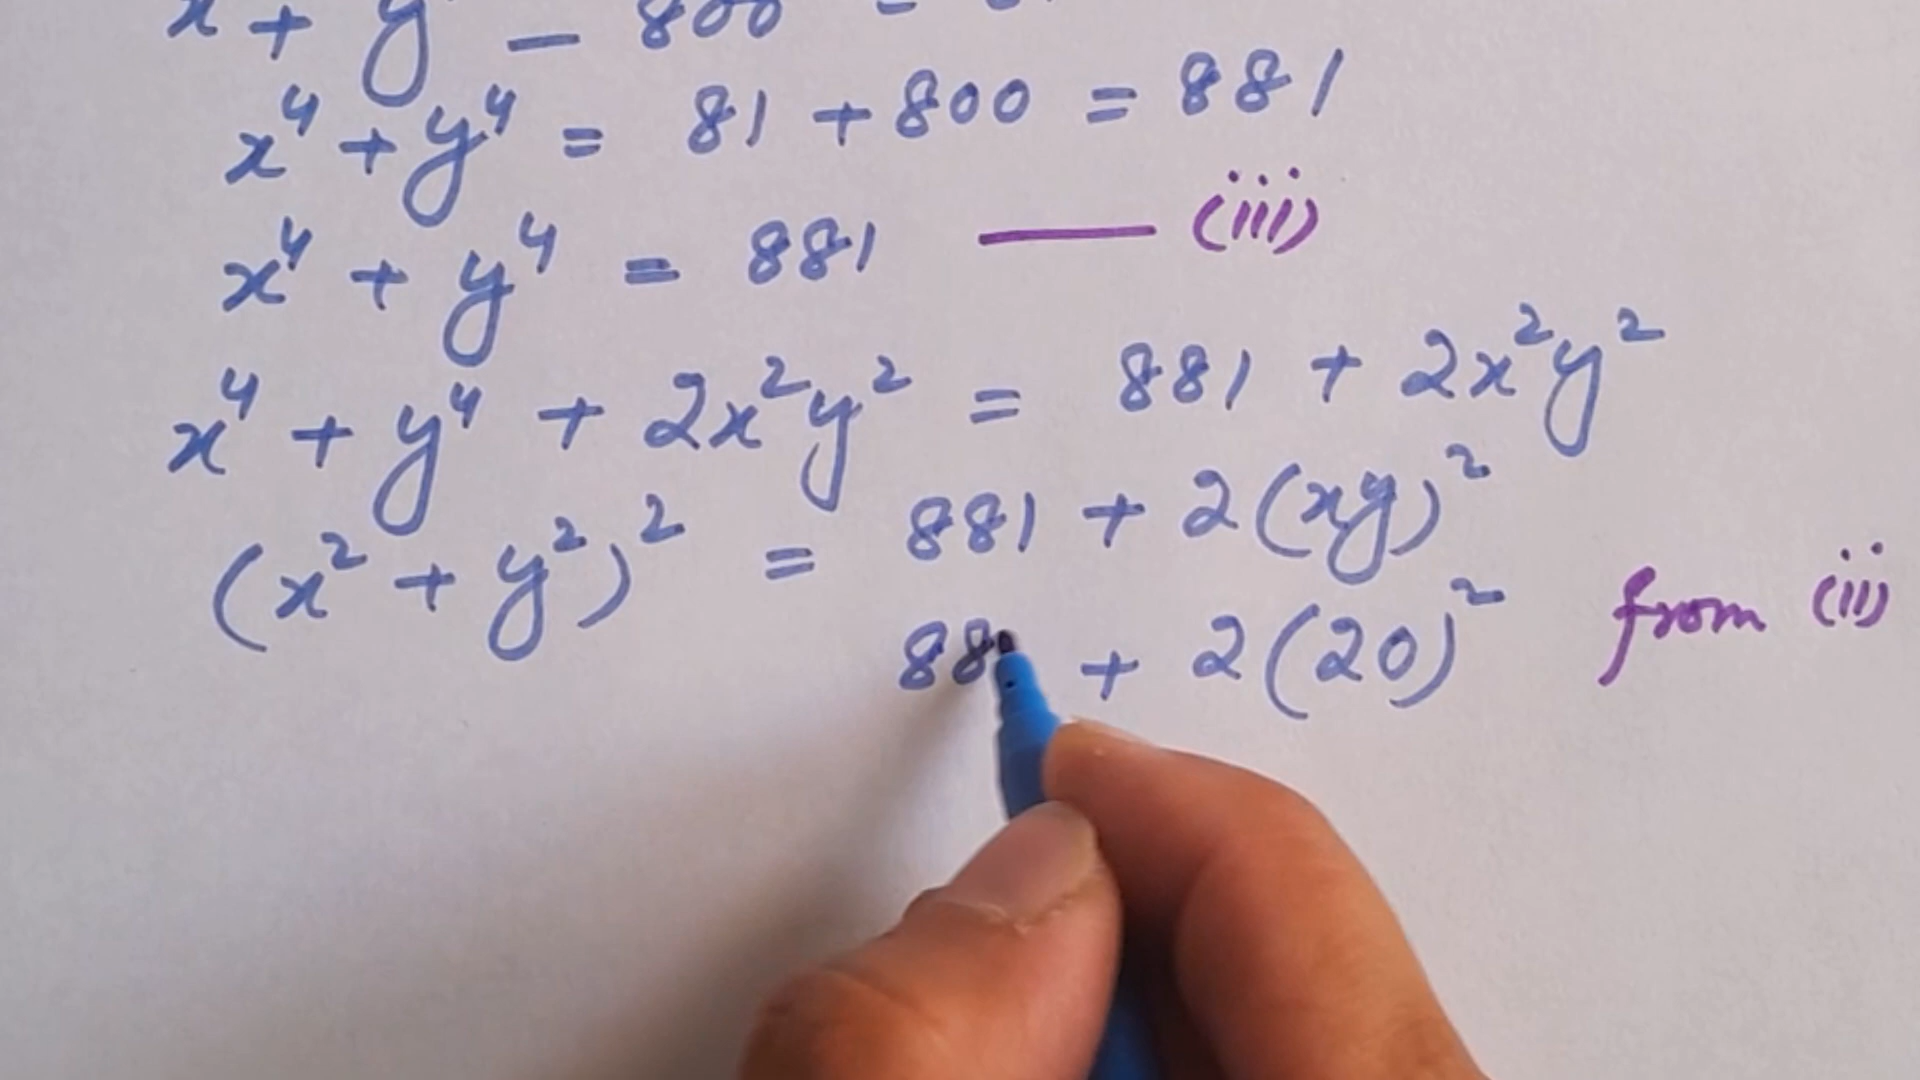 x⁴ + y⁴ = 81 + 800 = 881
x⁴ + y⁴ = 881 —— (iii)
x⁴ + y⁴ + 2x²y² = 881 + 2x²y²
(x² + y²)² = 881 + 2(xy)²
88 + 2(20)² from (ii)